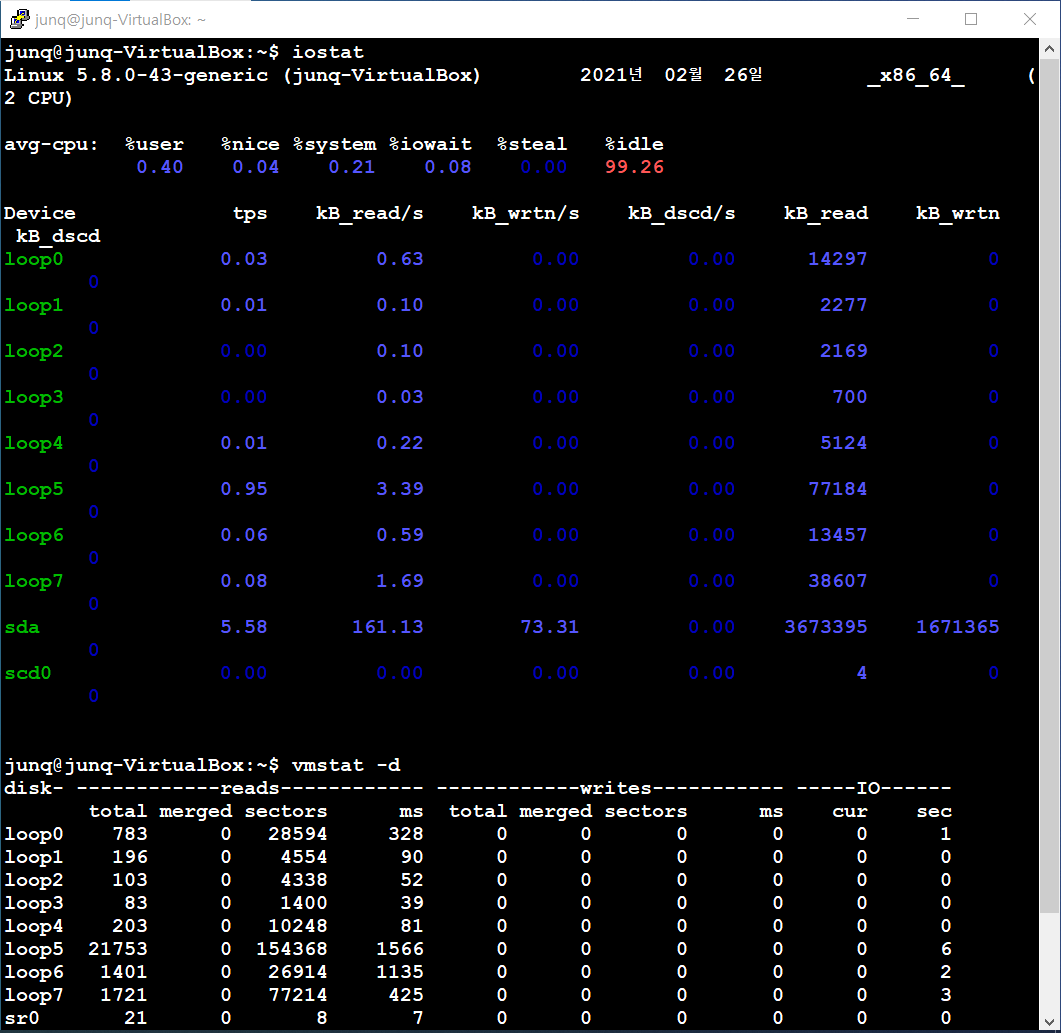 junq@junq-VirtualBox: ~
junq@junq-VirtualBox:~$ iostat
Linux 5.8.0-43-generic (junq-VirtualBox) 2021년 02월 26일 _x86_64_ (
2 CPU)
avg-cpu: %user %nice %system %iowait %steal %idle
0.40 0.04 0.21 0.08 0.00 99.26
Device tps kB_read/s kB_wrtn/s kB_dscd/s kB_read kB_wrtn
kB_dscd
loop0 0.03 0.63 0.00 0.00 14297 0
0
loop1 0.01 0.10 0.00 0.00 2277 0
0
loop2 0.00 0.10 0.00 0.00 2169 0
0
loop3 0.00 0.03 0.00 0.00 700 0
0
loop4 0.01 0.22 0.00 0.00 5124 0
0
loop5 0.95 3.39 0.00 0.00 77184 0
0
loop6 0.06 0.59 0.00 0.00 13457 0
0
loop7 0.08 1.69 0.00 0.00 38607 0
0
sda 5.58 161.13 73.31 0.00 3673395 1671365
0
scd0 0.00 0.00 0.00 0.00 4 0
0
junq@junq-VirtualBox:~$ vmstat -d
disk- ------------reads------------ ------------writes----------- -----IO------
total merged sectors ms total merged sectors ms cur sec
loop0 783 0 28594 328 0 0 0 0 0 1
loop1 196 0 4554 90 0 0 0 0 0 0
loop2 103 0 4338 52 0 0 0 0 0 0
loop3 83 0 1400 39 0 0 0 0 0 0
loop4 203 0 10248 81 0 0 0 0 0 0
loop5 21753 0 154368 1566 0 0 0 0 0 6
loop6 1401 0 26914 1135 0 0 0 0 0 2
loop7 1721 0 77214 425 0 0 0 0 0 3
sr0 21 0 8 7 0 0 0 0 0 0